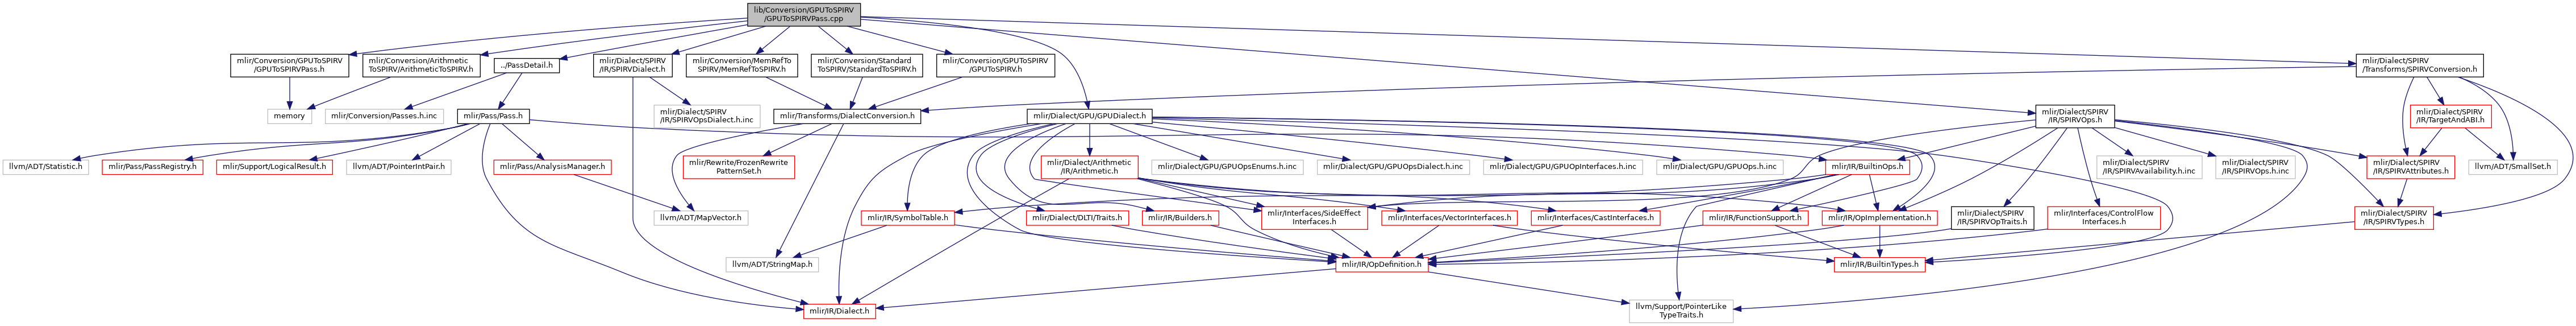 lib/Conversion/GPUToSPIRV
/GPUToSPIRVPass.cpp
mlir/Conversion/GPUToSPIRV
/GPUToSPIRVPass.h
mlir/Conversion/Arithmetic
ToSPIRV/ArithmeticToSPIRV.h
../PassDetail.h
mlir/Dialect/SPIRV
/IR/SPIRVDialect.h
mlir/Conversion/MemRefTo
SPIRV/MemRefToSPIRV.h
mlir/Conversion/Standard
ToSPIRV/StandardToSPIRV.h
mlir/Conversion/GPUToSPIRV
/GPUToSPIRV.h
mlir/Dialect/SPIRV
/Transforms/SPIRVConversion.h
memory
mlir/Conversion/Passes.h.inc
mlir/Pass/Pass.h
mlir/Dialect/SPIRV
/IR/SPIRVOpsDialect.h.inc
mlir/Transforms/DialectConversion.h
mlir/Dialect/GPU/GPUDialect.h
mlir/Dialect/SPIRV
/IR/SPIRVOps.h
mlir/Dialect/SPIRV
/IR/TargetAndABI.h
llvm/ADT/Statistic.h
mlir/Pass/PassRegistry.h
mlir/Support/LogicalResult.h
llvm/ADT/PointerIntPair.h
mlir/Pass/AnalysisManager.h
mlir/Rewrite/FrozenRewrite
PatternSet.h
mlir/Dialect/Arithmetic
/IR/Arithmetic.h
mlir/Dialect/GPU/GPUOpsEnums.h.inc
mlir/Dialect/GPU/GPUOpsDialect.h.inc
mlir/Dialect/GPU/GPUOpInterfaces.h.inc
mlir/Dialect/GPU/GPUOps.h.inc
mlir/IR/BuiltinOps.h
mlir/Dialect/SPIRV
/IR/SPIRVAvailability.h.inc
mlir/Dialect/SPIRV
/IR/SPIRVOps.h.inc
mlir/Dialect/SPIRV
/IR/SPIRVAttributes.h
llvm/ADT/SmallSet.h
llvm/ADT/MapVector.h
mlir/IR/SymbolTable.h
mlir/Dialect/DLTI/Traits.h
mlir/IR/Builders.h
mlir/Interfaces/SideEffect
Interfaces.h
mlir/Interfaces/VectorInterfaces.h
mlir/Interfaces/CastInterfaces.h
mlir/IR/FunctionSupport.h
mlir/IR/OpImplementation.h
mlir/Dialect/SPIRV
/IR/SPIRVOpTraits.h
mlir/Interfaces/ControlFlow
Interfaces.h
mlir/Dialect/SPIRV
/IR/SPIRVTypes.h
llvm/ADT/StringMap.h
mlir/IR/OpDefinition.h
mlir/IR/BuiltinTypes.h
mlir/IR/Dialect.h
llvm/Support/PointerLike
TypeTraits.h